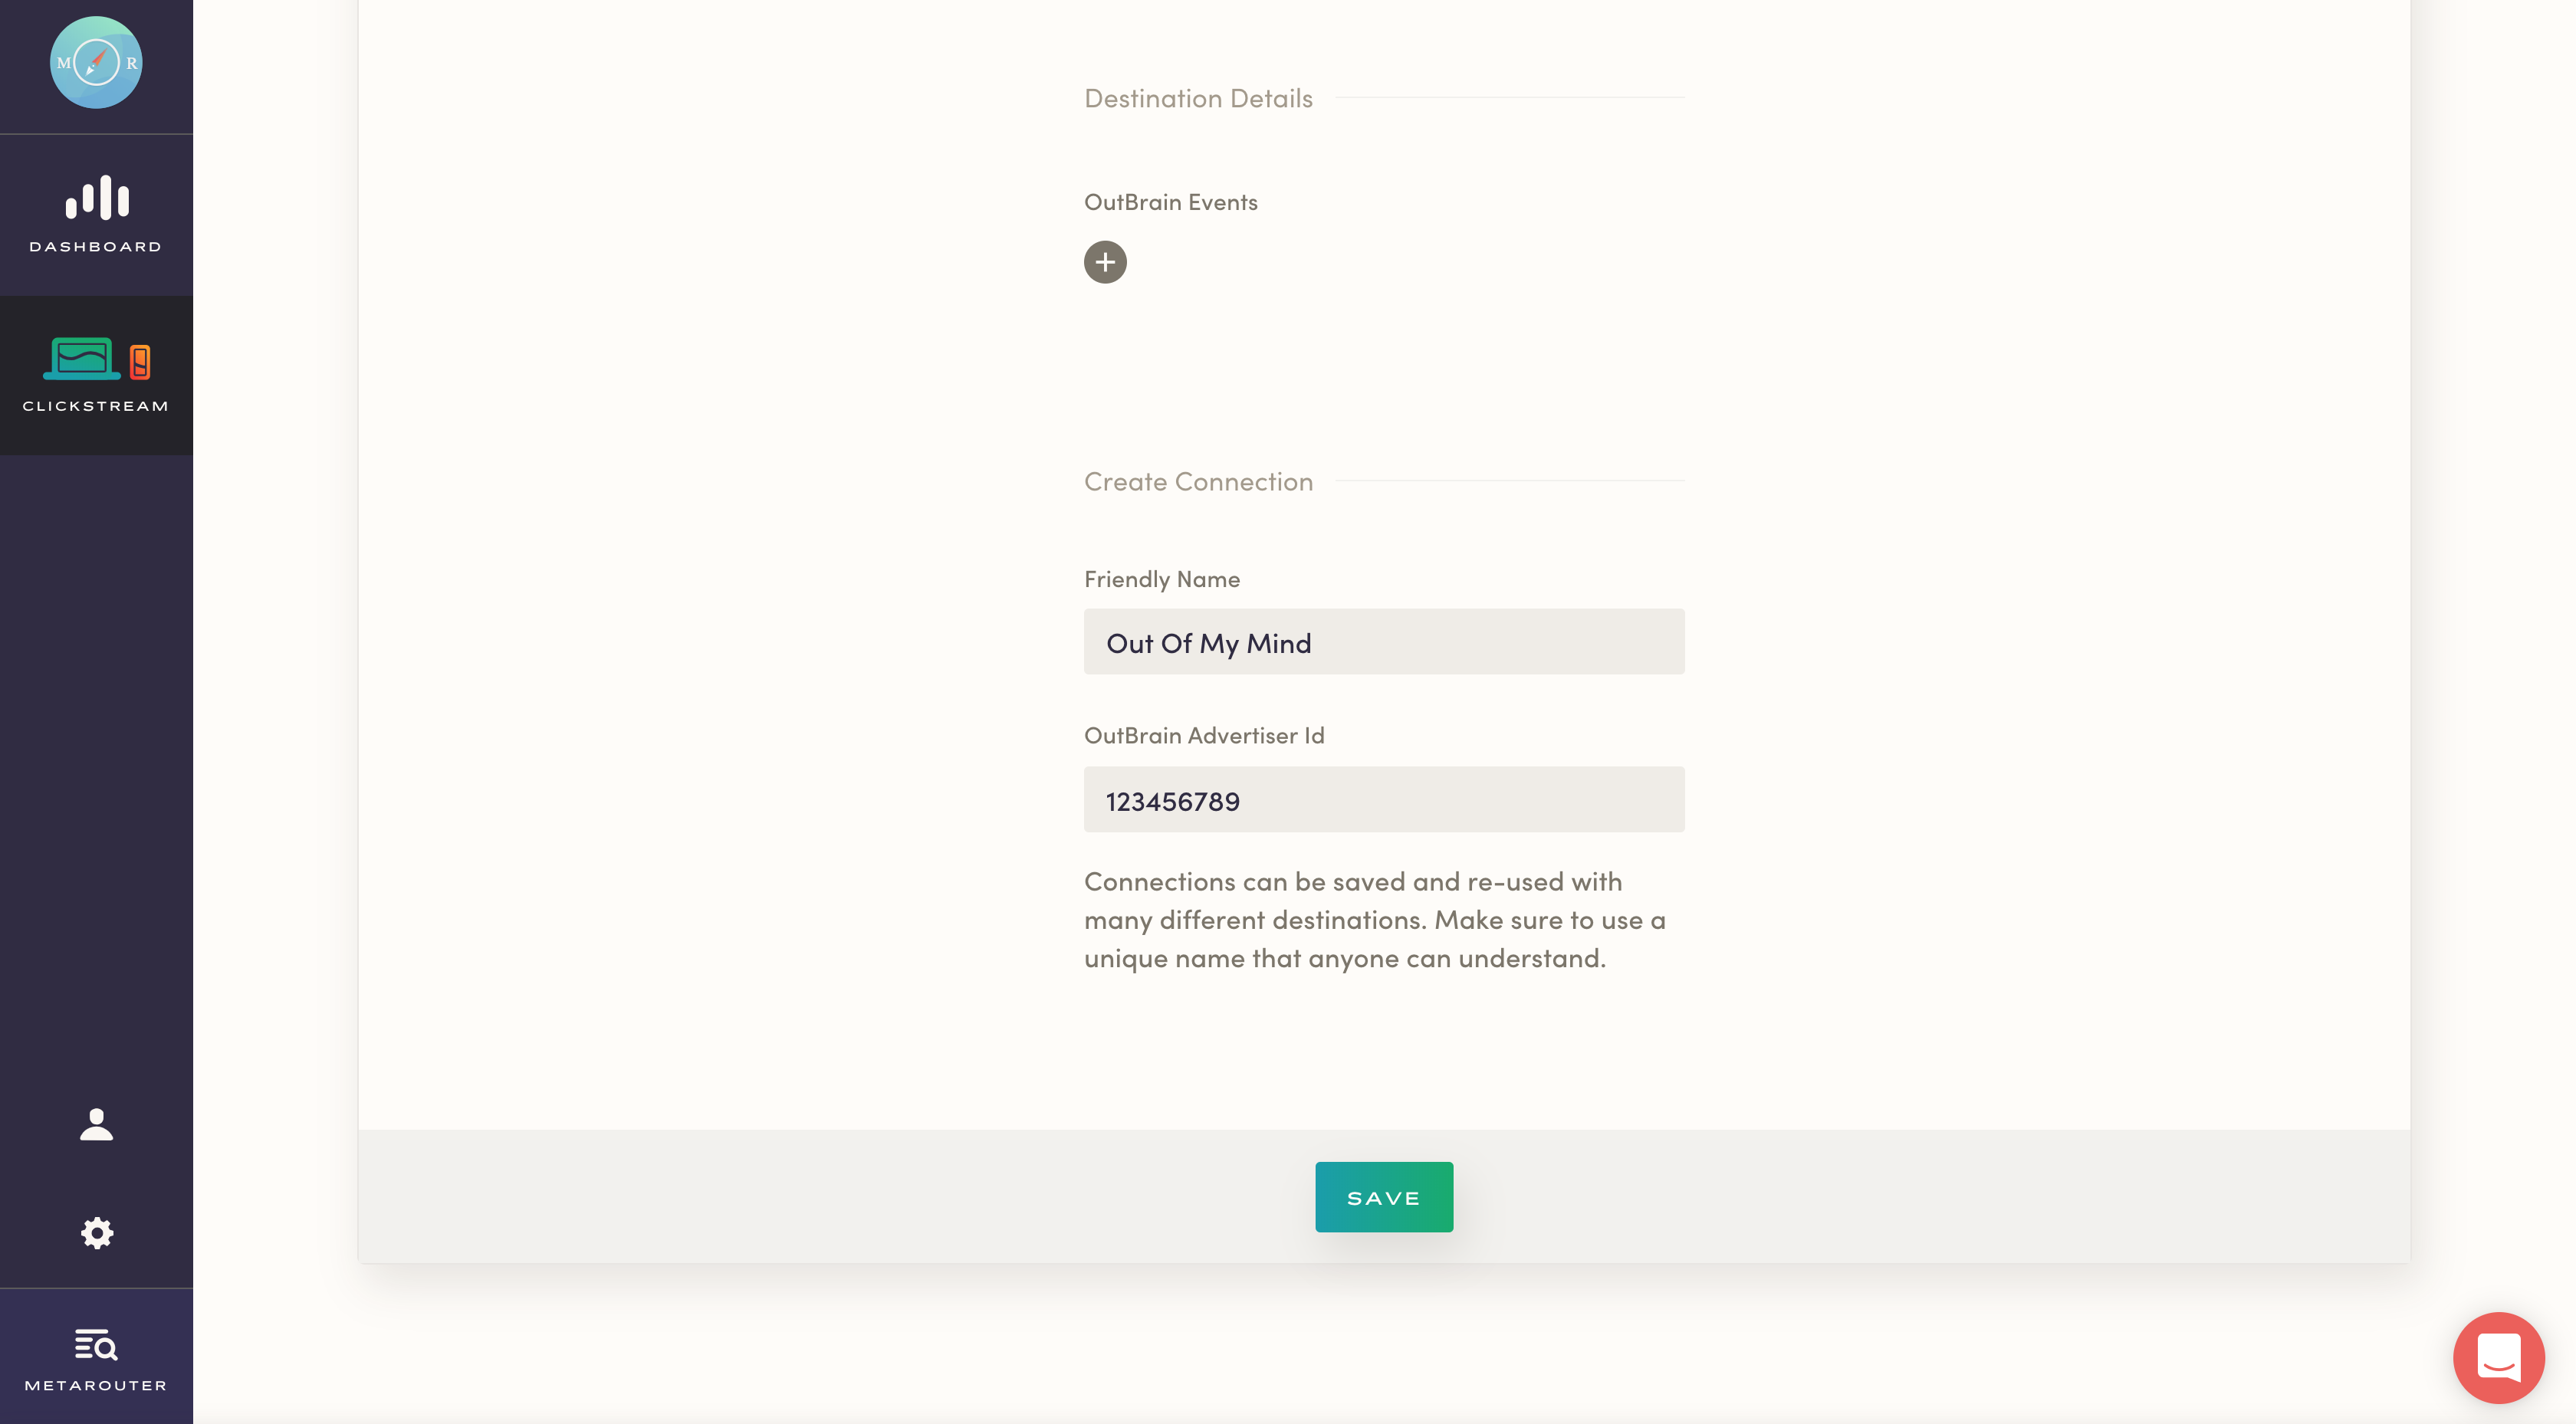 M R
DASHBOARD
CLICKSTREAM
METAROUTER
Destination Details
OutBrain Events
Create Connection
Friendly Name
Out Of My Mind
OutBrain Advertiser Id
123456789
Connections can be saved and re-used with
many different destinations. Make sure to use a
unique name that anyone can understand.
SAVE